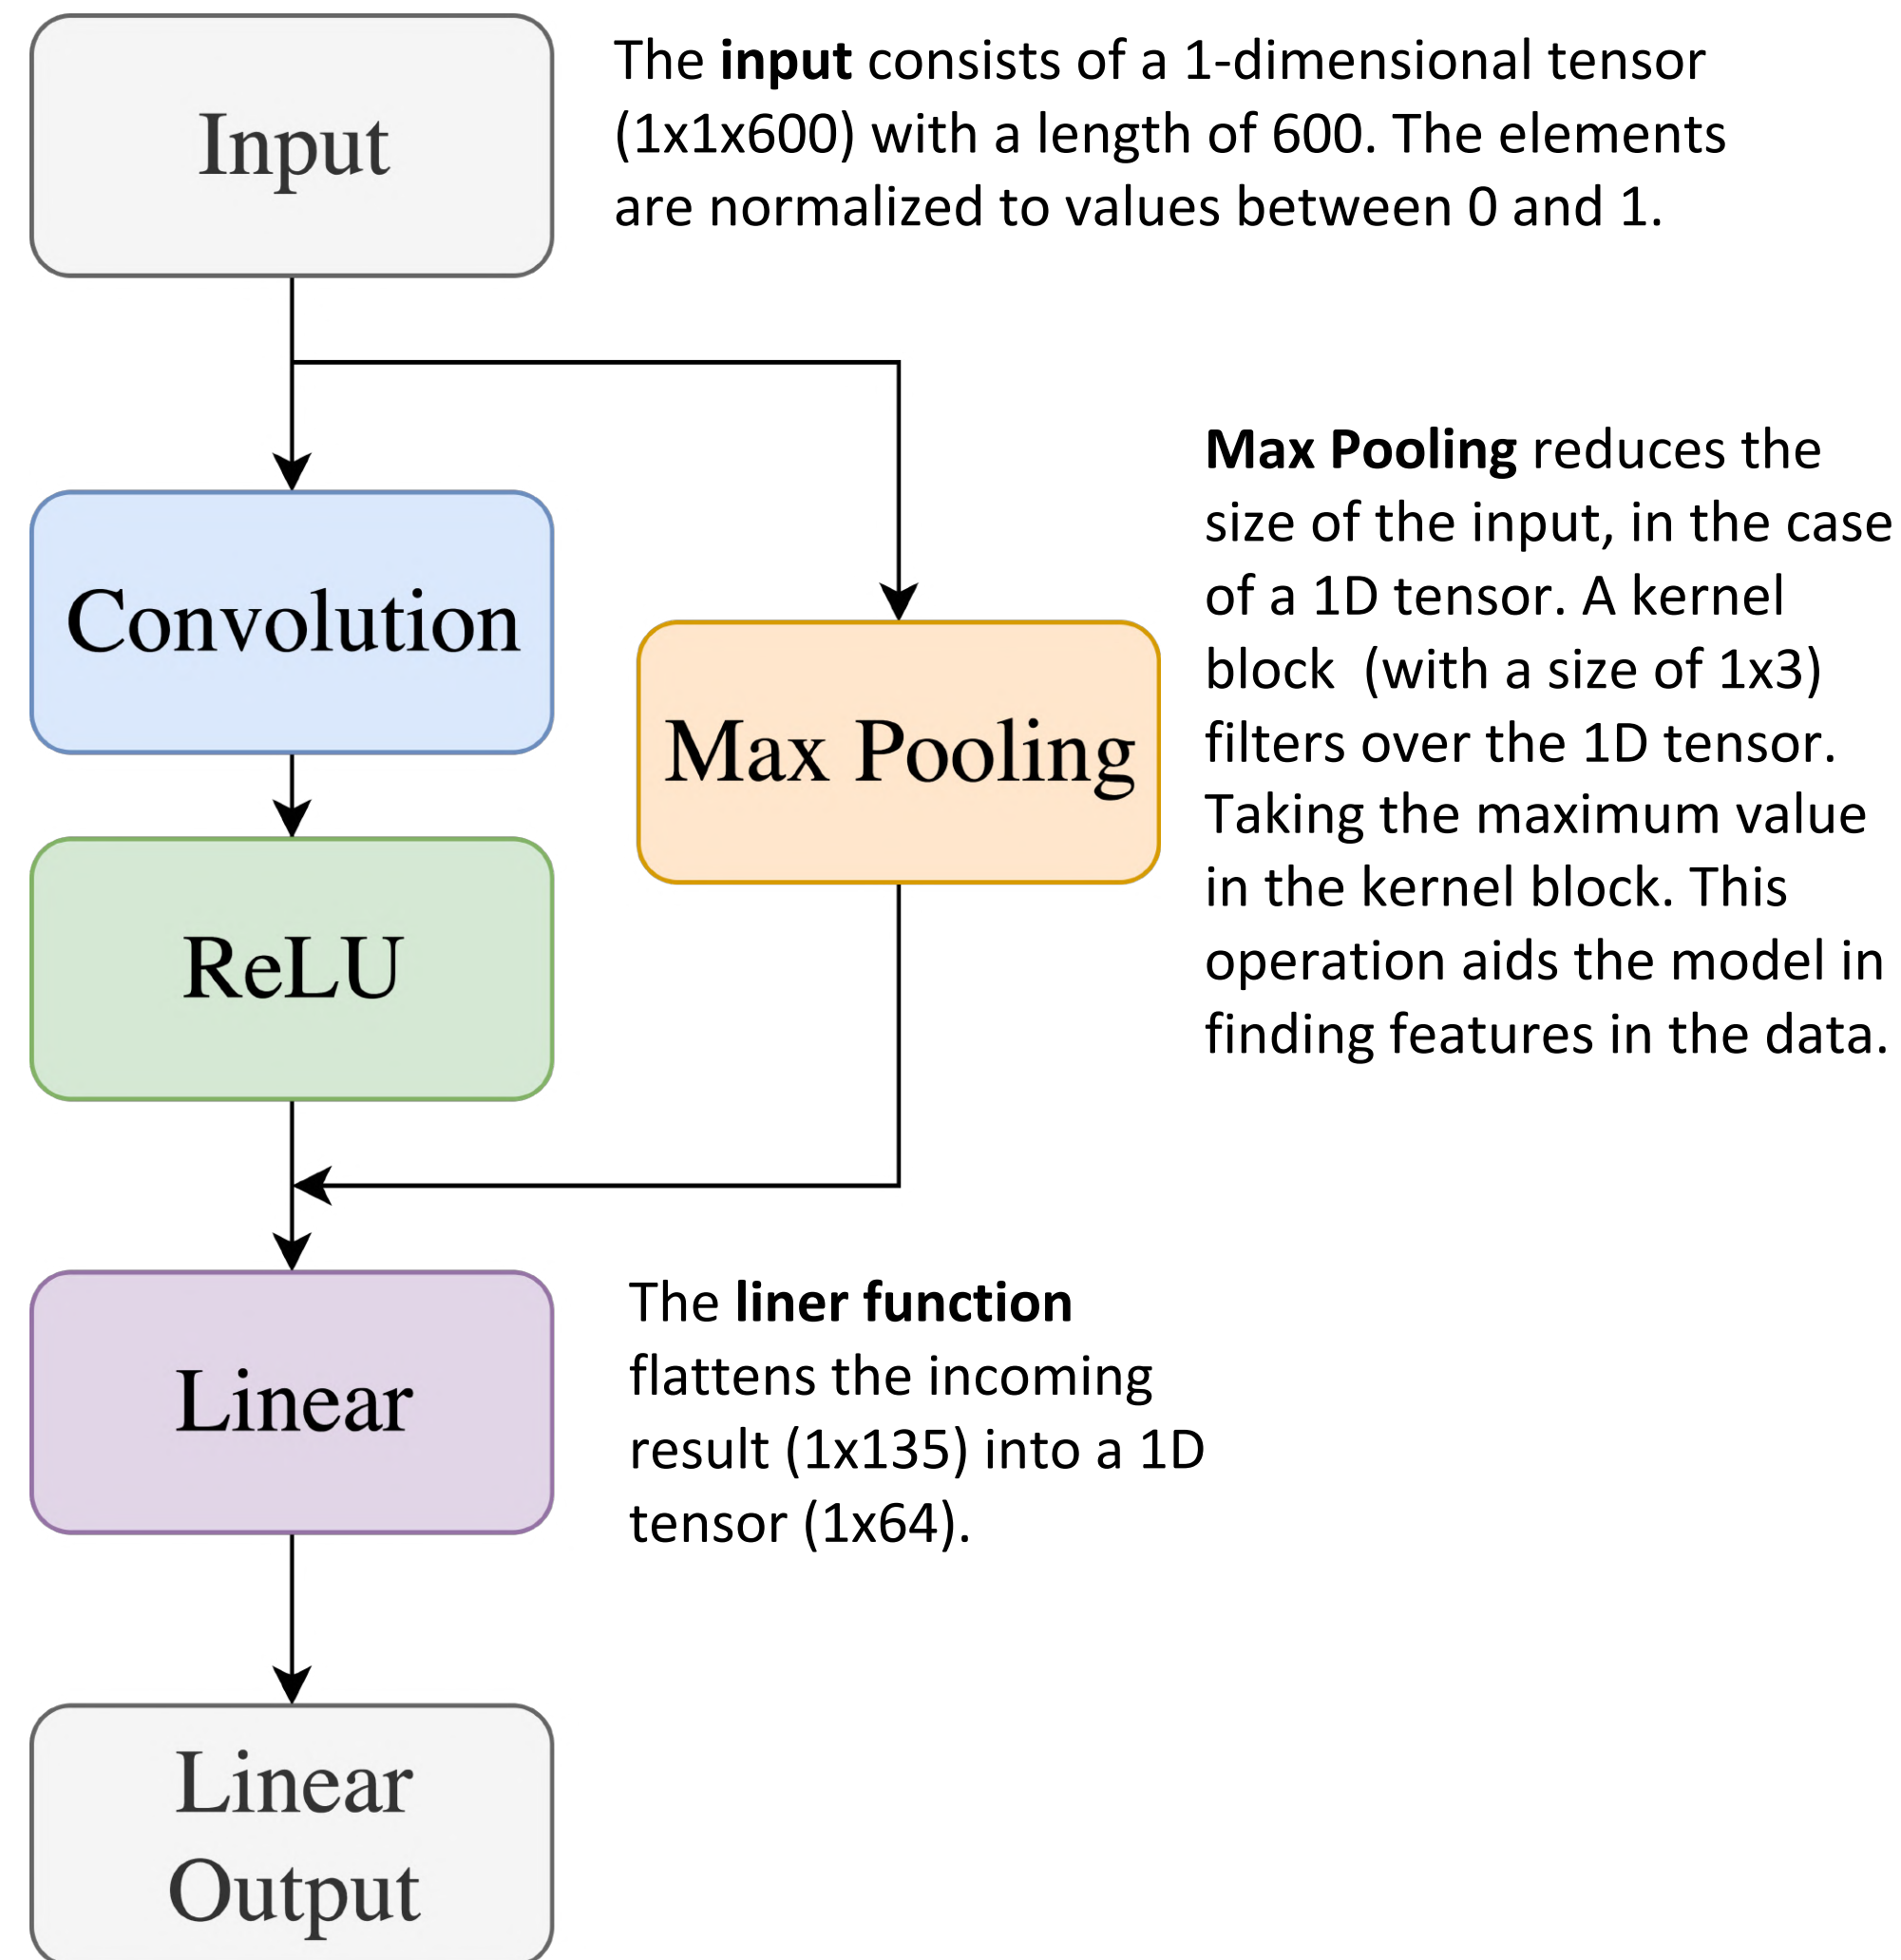 Input
The input consists of a 1-dimensional tensor
(1x1x600) with a length of 600. The elements
are normalized to values between 0 and 1.
Convolution
Max Pooling
Max Pooling reduces the
size of the input, in the case
of a 1D tensor. A kernel
block  (with a size of 1x3)
filters over the 1D tensor.
Taking the maximum value
in the kernel block. This
operation aids the model in
finding features in the data.
ReLU
Linear
The liner function
flattens the incoming
result (1x135) into a 1D
tensor (1x64).
Linear
Output